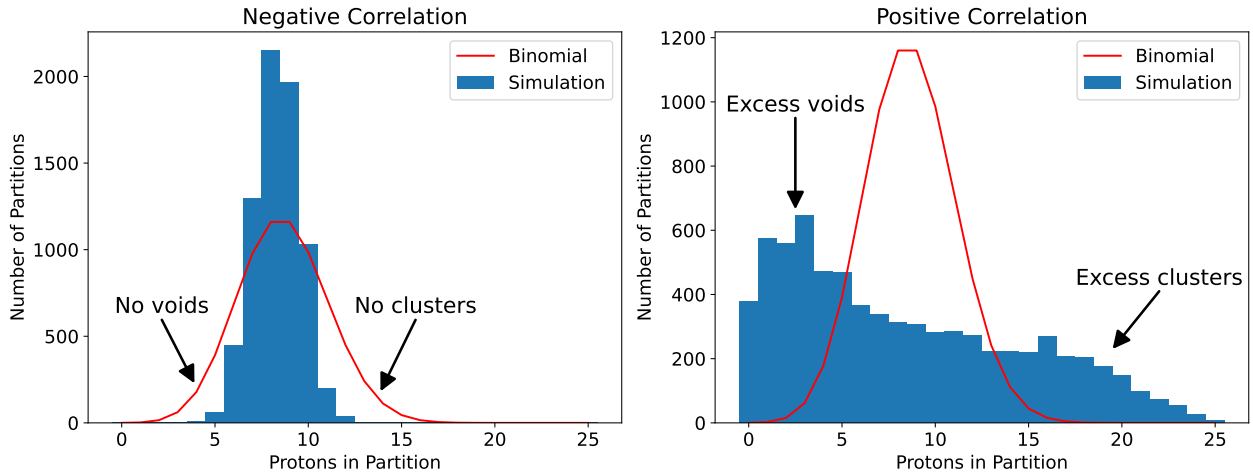 Negative Correlation
Number of Partitions
2000
1500
1000
500
0
Binomial
Simulation
No voids
No clusters
0 5 10 15 20 25
Protons in Partition
Positive Correlation
Number of Partitions
1200
1000
800
600
400
200
0
Binomial
Simulation
Excess voids
Excess clusters
0 5 10 15 20 25
Protons in Partition